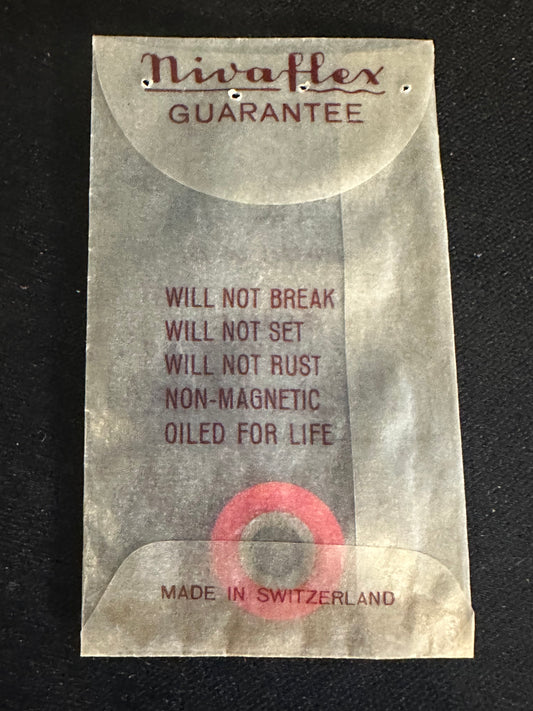 Nivaflex
GUARANTEE
WILL NOT BREAK
WILL NOT SET
WILL NOT RUST
NON-MAGNETIC
OILED FOR LIFE
MADE IN SWITZERLAND